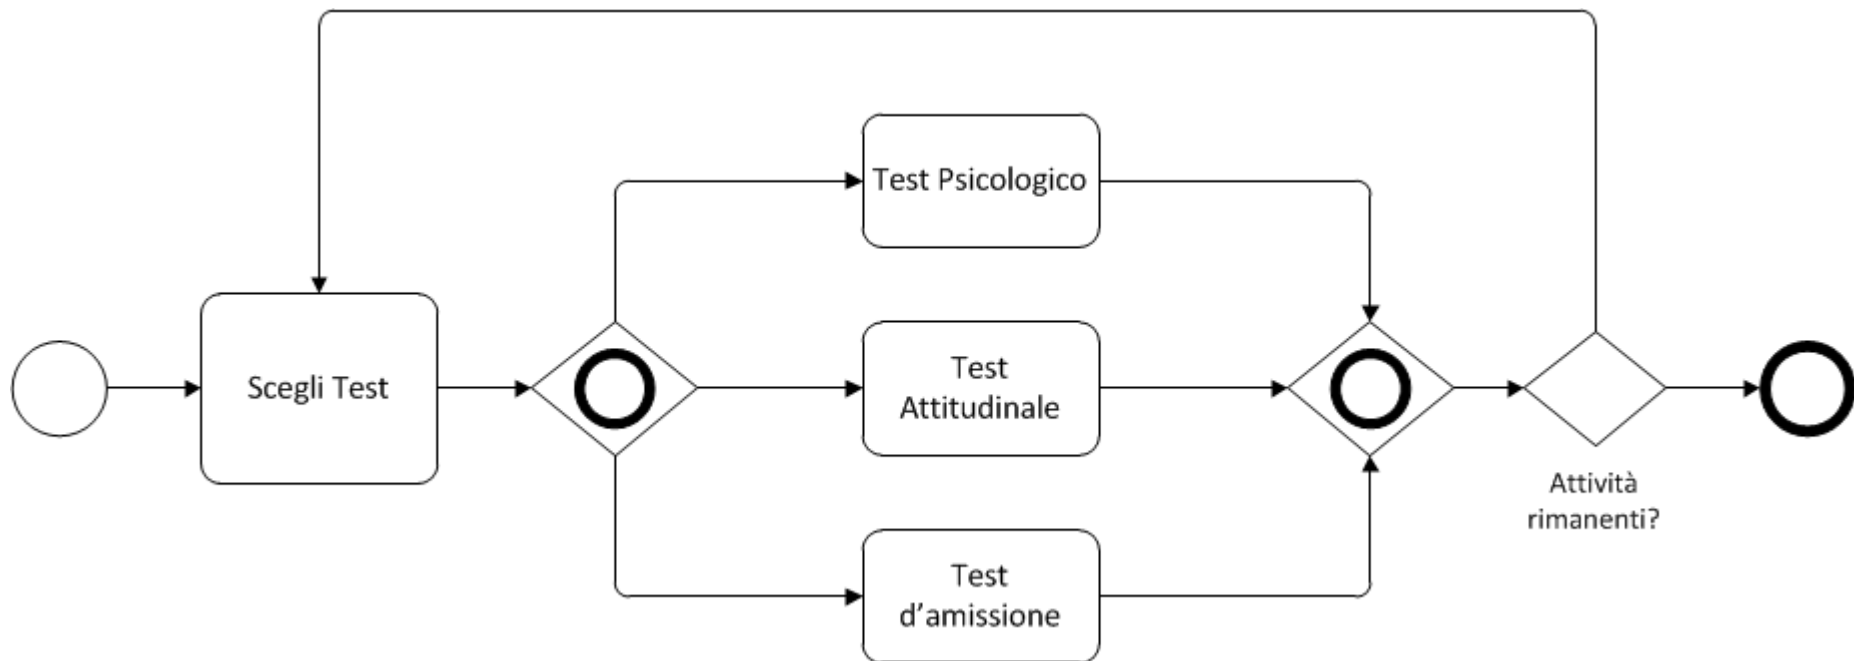 Test Psicologico
Scegli Test
Test
Attitudinale
Attività
rimanenti?
Test
d’amissione